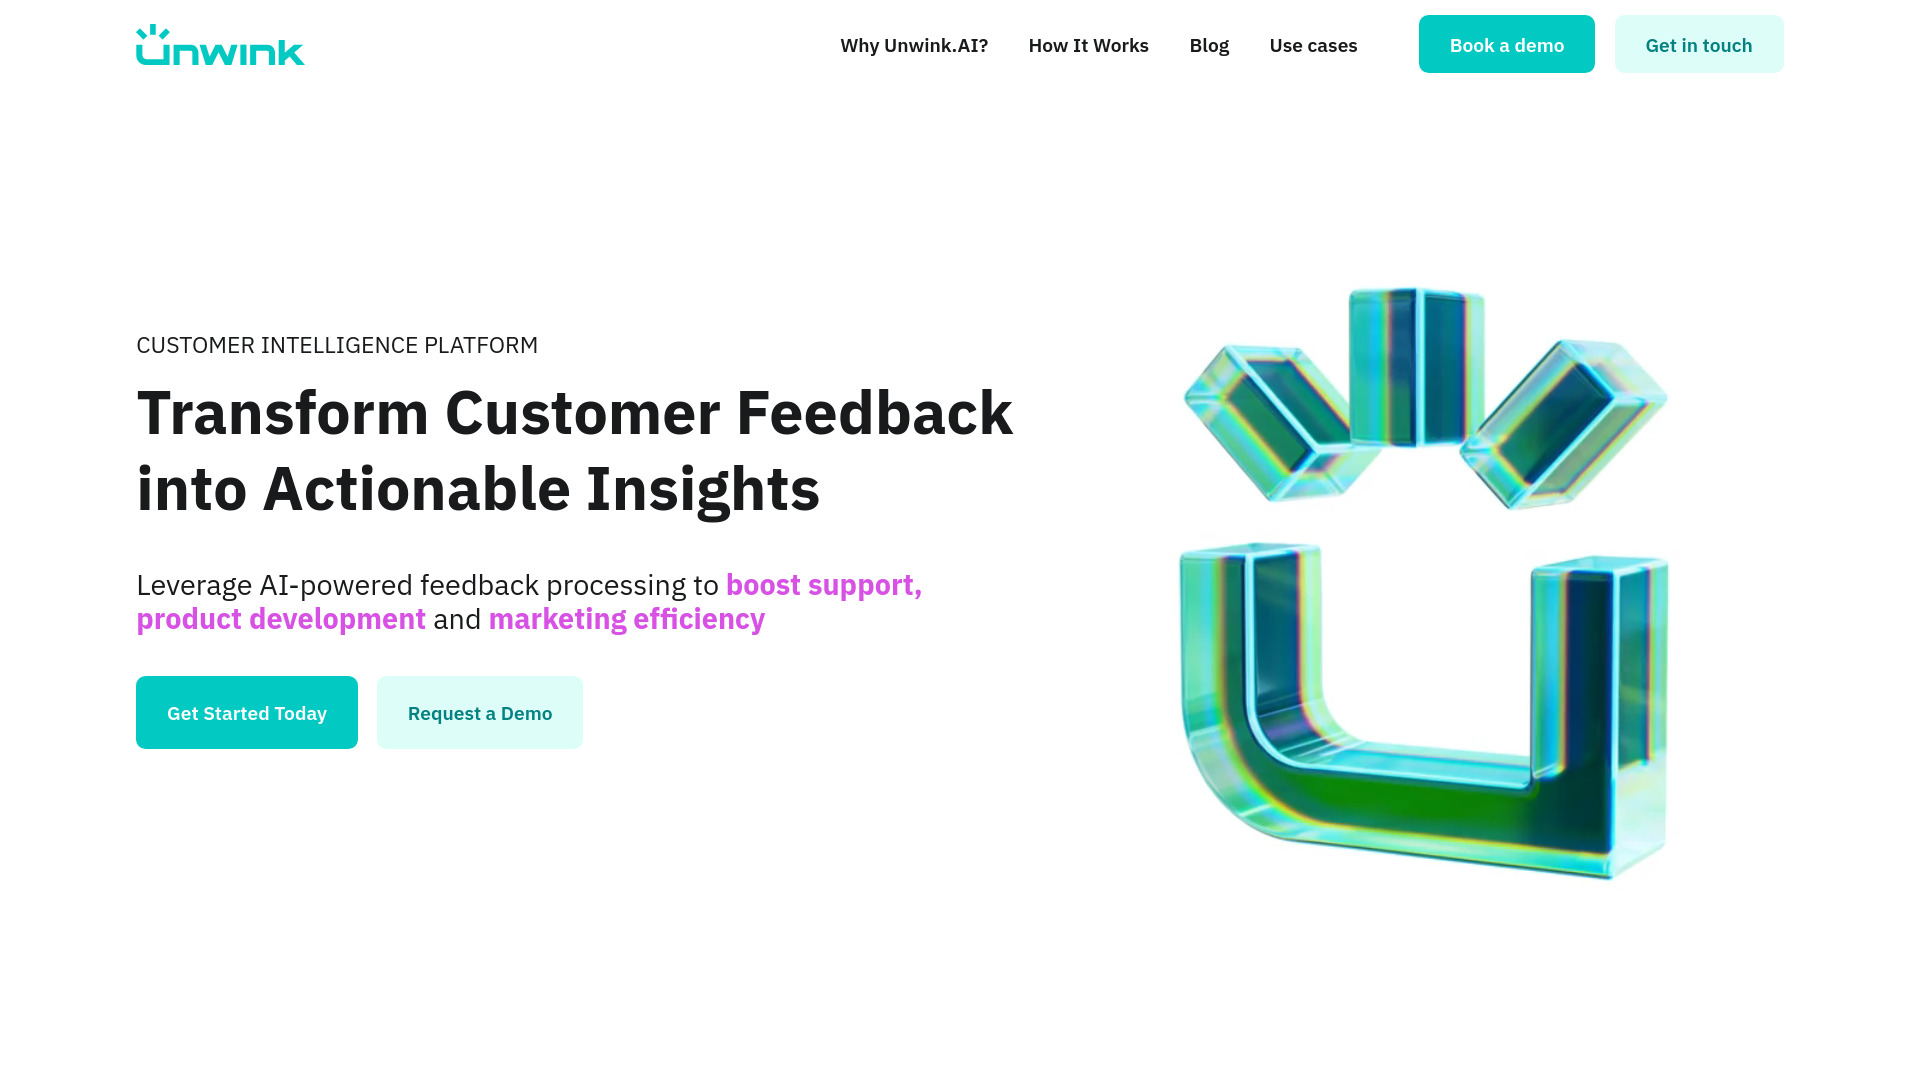 unwink
Why Unwink.AI?
How It Works
Blog
Use cases
Book a demo
Get in touch
CUSTOMER INTELLIGENCE PLATFORM
Transform Customer Feedback
into Actionable Insights
Leverage AI-powered feedback processing to boost support,
product development and marketing efficiency
Get Started Today
Request a Demo